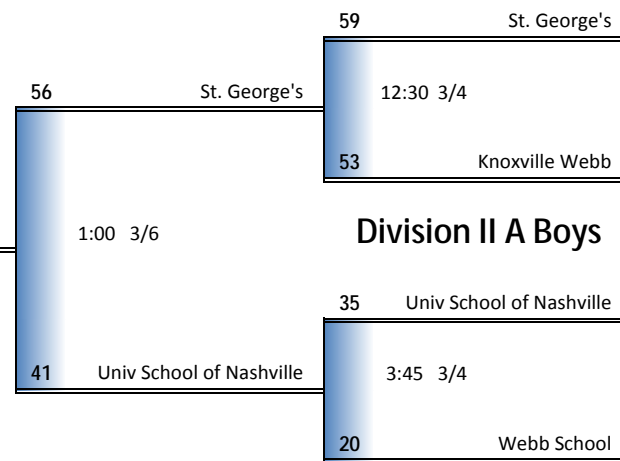 59 St. George's
56 St. George's
12:30 3/4
53 Knoxville Webb
1:00 3/6
Division II A Boys
35 Univ School of Nashville
41 Univ School of Nashville
3:45 3/4
20 Webb School